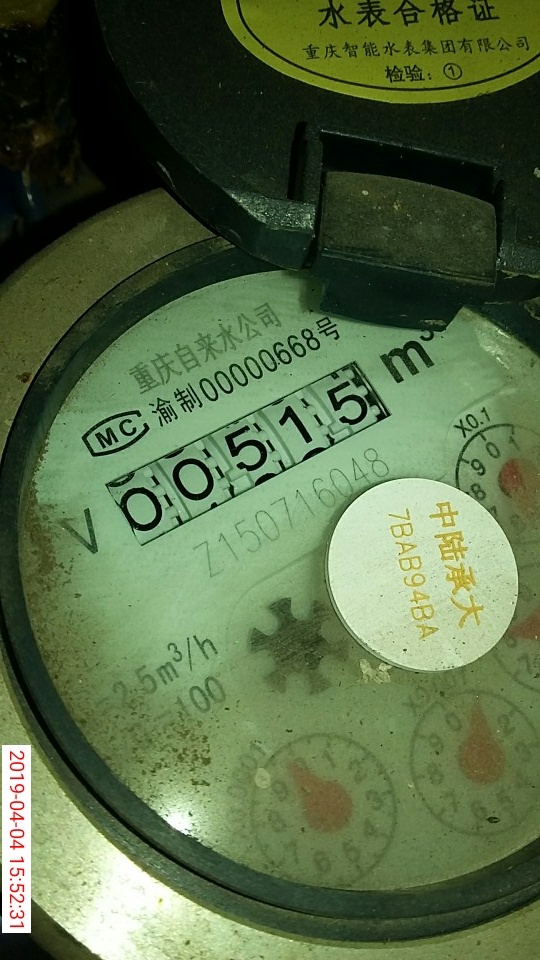 水表合格证
重庆智能水表集团有限公司
检验：①
重庆自来水公司
MC 渝制00000668号
V 00515 m³
Z150716048
X0.1
中陆承大
7BAB94BA
2.5m³/h
100
2019-04-04 15:52:31